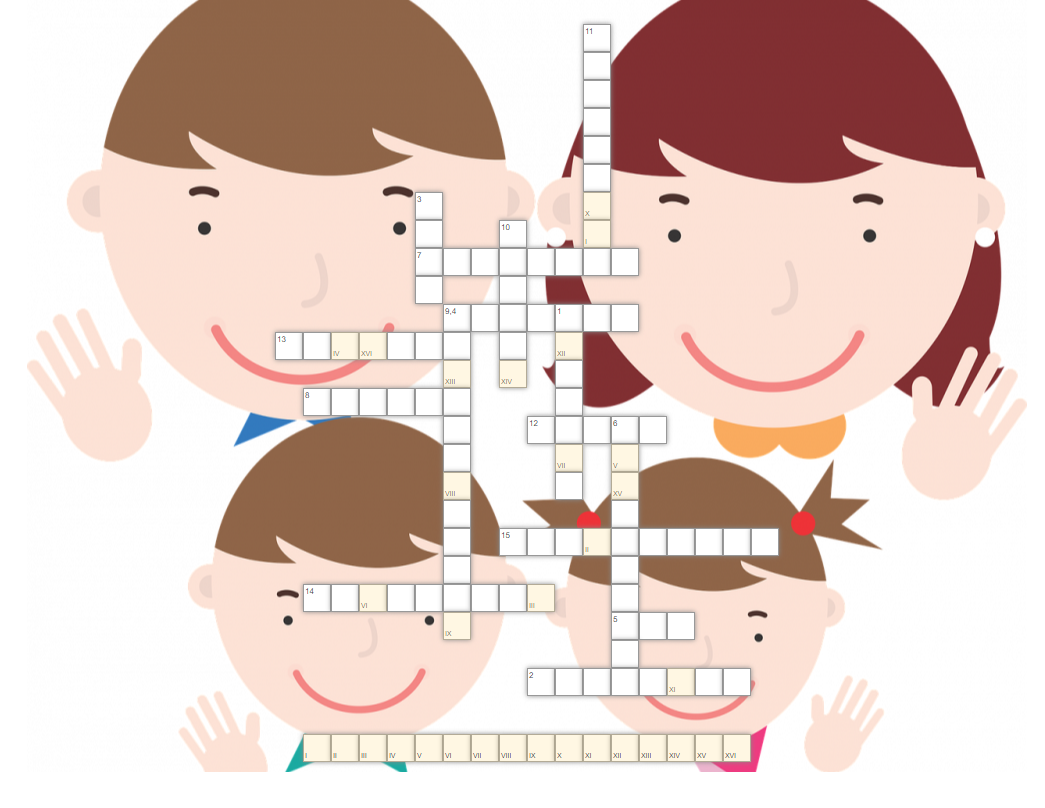 11
3
X
10
I
7
9,4 1
13 IV XVI XII
XIII XIV
8
12 6
VII V
VIII XV
15 II
14 VI III
5
IX
2 XI
I II III IV V VI VII VIII IX X XI XII XIII XIV XV XVI